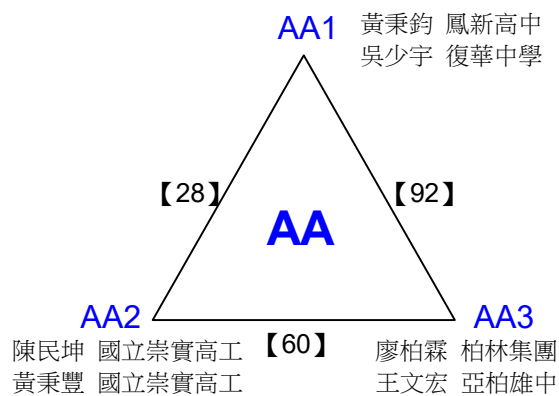 AA1
黃秉鈞 鳳新高中
吳少宇 復華中學
【28】
【92】
AA
AA2
AA3
陳民坤 國立崇實高工
黃秉豐 國立崇實高工
【60】
廖柏霖 柏林集團
王文宏 亞柏雄中